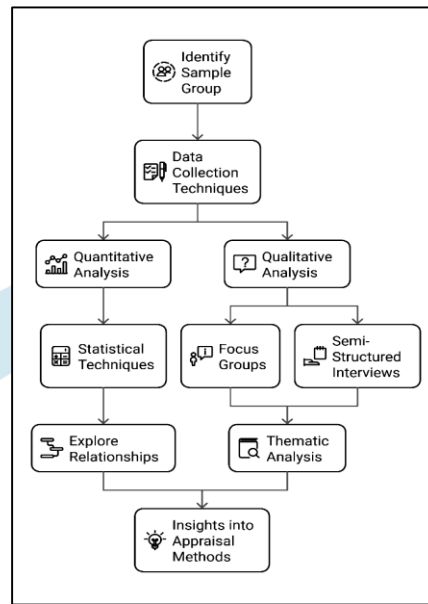 Identify
Sample
Group
Data
Collection
Techniques
Quantitative
Analysis
Qualitative
Analysis
Statistical
Techniques
Focus
Groups
Semi-
Structured
Interviews
Explore
Relationships
Thematic
Analysis
Insights into
Appraisal
Methods